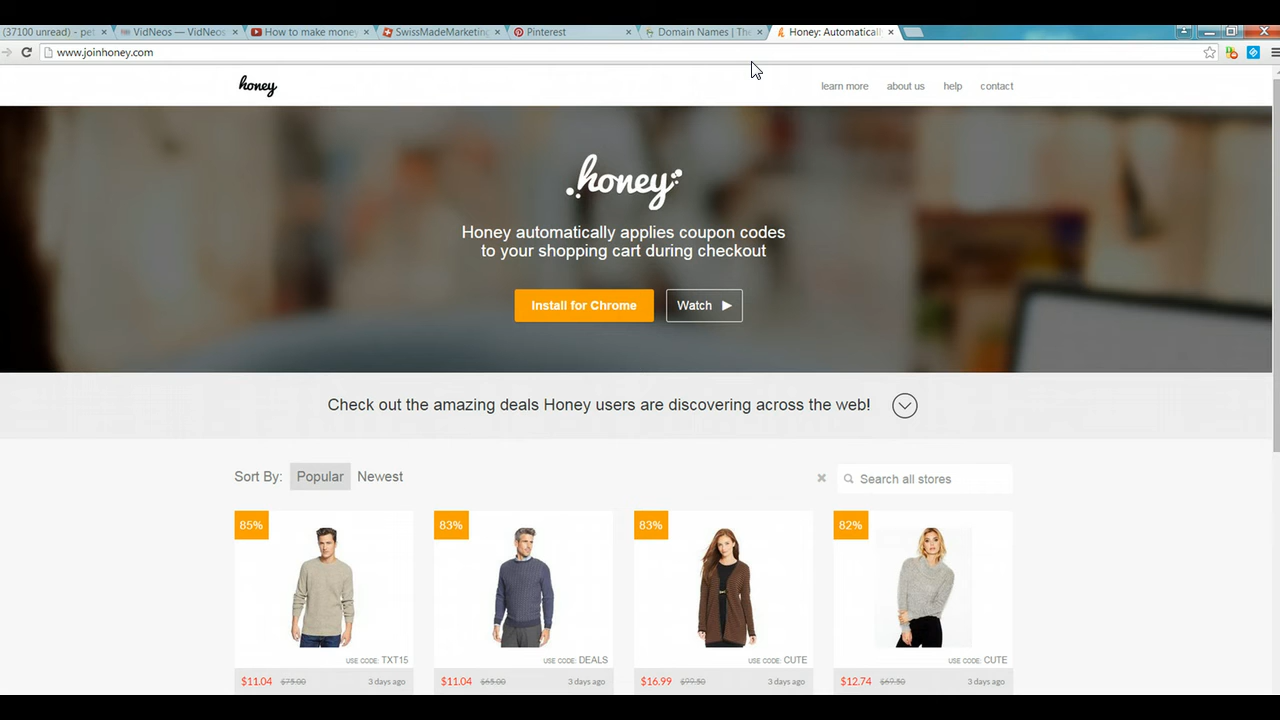 (37100 unread) - pet
VidNeos — VidNeos
How to make money
SwissMadeMarketing
Pinterest
Domain Names | The
Honey: Automatical
www.joinhoney.com
honey
learn more
about us
help
contact
honey
Honey automatically applies coupon codes
to your shopping cart during checkout
Install for Chrome
Watch
Check out the amazing deals Honey users are discovering across the web!
Sort By:
Popular
Newest
Search all stores
85%
83%
83%
82%
USE CODE: TXT15
USE CODE: DEALS
USE CODE: CUTE
USE CODE: CUTE
$11.04 $75.00 3 days ago
$11.04 $65.00 3 days ago
$16.99 $99.50 3 days ago
$12.74 $69.50 3 days ago